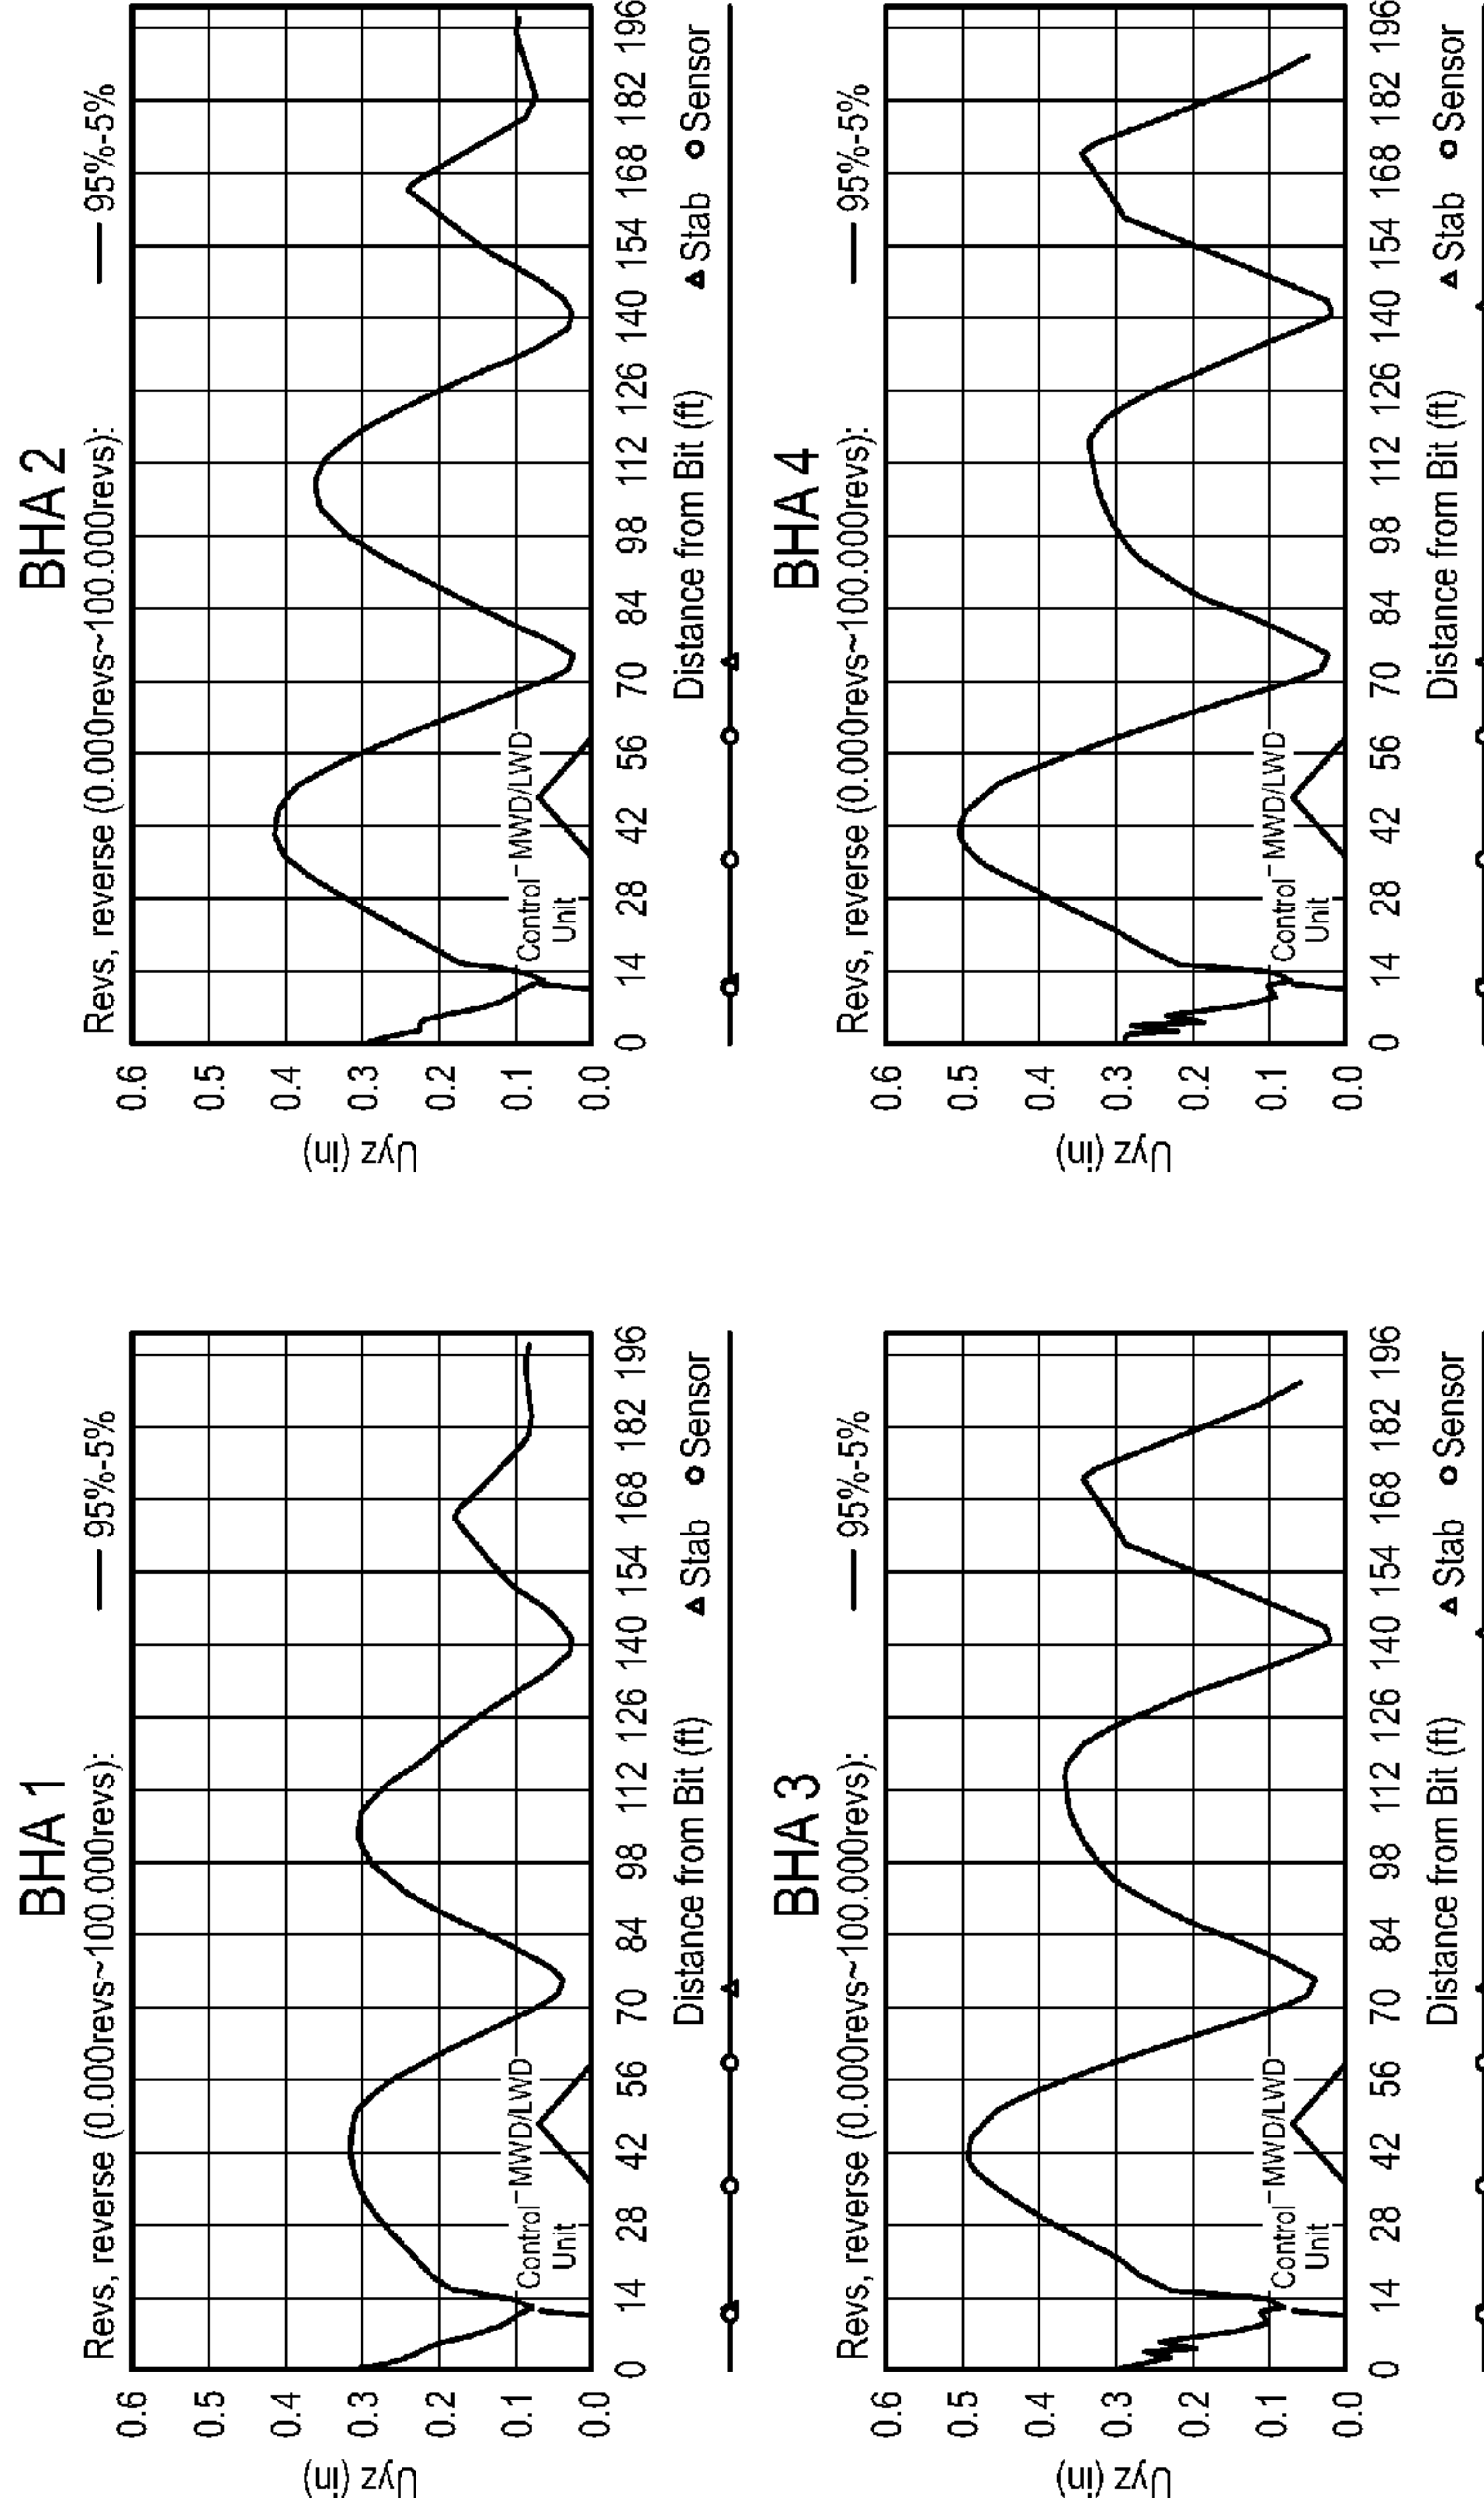 BHA 1
Revs, reverse (0.000revs~100.000revs):
— 95%-5%
Uyz (in)
0.6
0.5
0.4
0.3
0.2
0.1
0.0
Control
Unit
MWD/LWD
0 14 28 42 56 70 84 98 112 126 140 154 168 182 196
Distance from Bit (ft)
▲ Stab
o Sensor
BHA 2
Revs, reverse (0.000revs~100.000revs):
— 95%-5%
Uyz (in)
0.6
0.5
0.4
0.3
0.2
0.1
0.0
Control
Unit
MWD/LWD
0 14 28 42 56 70 84 98 112 126 140 154 168 182 196
Distance from Bit (ft)
▲ Stab
o Sensor
BHA 3
Revs, reverse (0.000revs~100.000revs):
— 95%-5%
Uyz (in)
0.6
0.5
0.4
0.3
0.2
0.1
0.0
Control
Unit
MWD/LWD
0 14 28 42 56 70 84 98 112 126 140 154 168 182 196
Distance from Bit (ft)
▲ Stab
o Sensor
BHA 4
Revs, reverse (0.000revs~100.000revs):
— 95%-5%
Uyz (in)
0.6
0.5
0.4
0.3
0.2
0.1
0.0
Control
Unit
MWD/LWD
0 14 28 42 56 70 84 98 112 126 140 154 168 182 196
Distance from Bit (ft)
▲ Stab
o Sensor